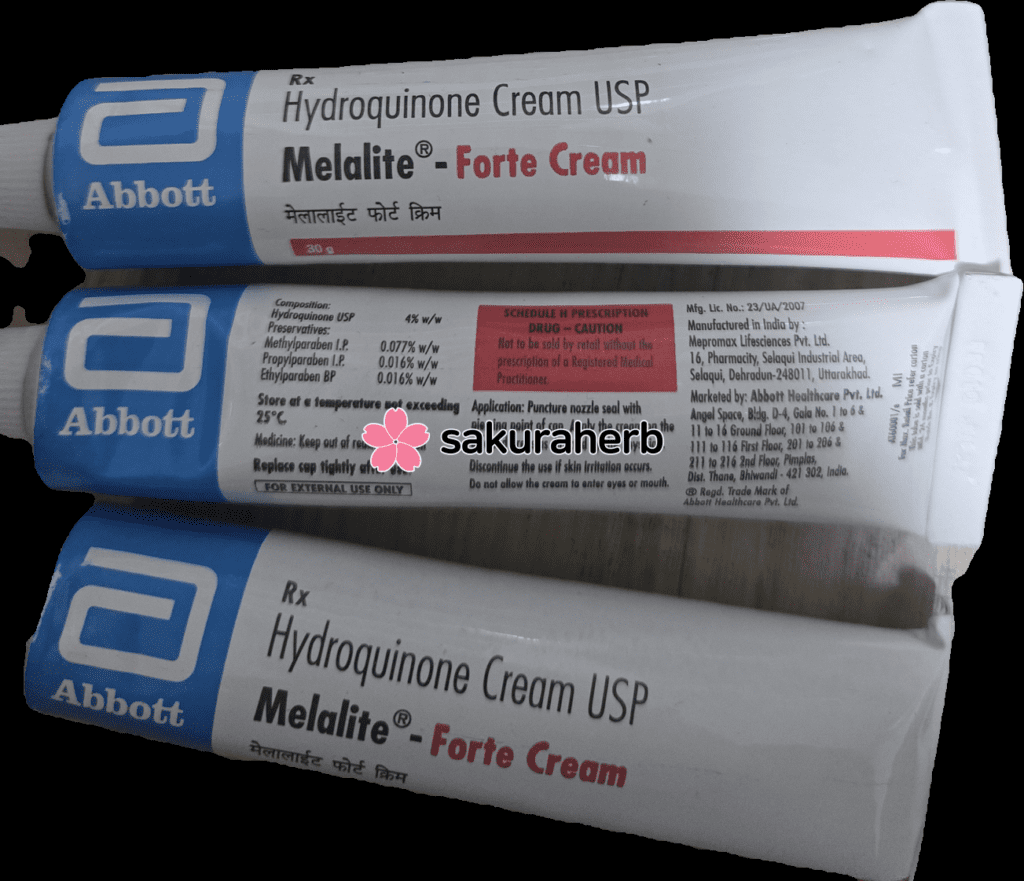 Abbott
Rx
Hydroquinone Cream USP
Melalite®- Forte Cream
मेलालाईट फोर्ट क्रिम
30 g
Abbott
Composition:
Hydroquinone USP 4% w/w
Preservatives:
Methylparaben I.P. 0.077% w/w
Propylparaben I.P. 0.016% w/w
Ethylparaben BP 0.016% w/w
Store at a temperature not exceeding
25°C.
Medicine: Keep out of
Replace cap tightly
FOR EXTERNAL USE ONLY
SCHEDULE H PRESCRIPTION
DRUG – CAUTION
Not to be sold by retail without the
prescription of a Registered Medical
Practitioner.
Application: Puncture nozzle seal with
Discontinue the use if skin irritation occurs.
Do not allow the cream to enter eyes or mouth.
sakuraherb
Mfg. Lic. No.: 23/UA/2007
Manufactured in India by :
Mepromax Lifesciences Pvt. Ltd.
16, Pharmacity, Selaqui Industrial Area,
Selaqui, Dehradun-248011, Uttarakhad.
Marketed by: Abbott Healthcare Pvt. Ltd.
Angel Space, Bldg. D-4, Gala No. 1 to 6 &
11 to 16 Ground Floor, 101 to 106 &
111 to 116 First Floor, 201 to 206 &
211 to 216 2nd Floor, Pimplas,
Dist. Thane, Bhiwandi - 421 302, India.
® Regd. Trade Mark of
Abbott Healthcare Pvt. Ltd.
Abbott
Rx
Hydroquinone Cream USP
Melalite®- Forte Cream
मेलालाईट फोर्ट क्रिम